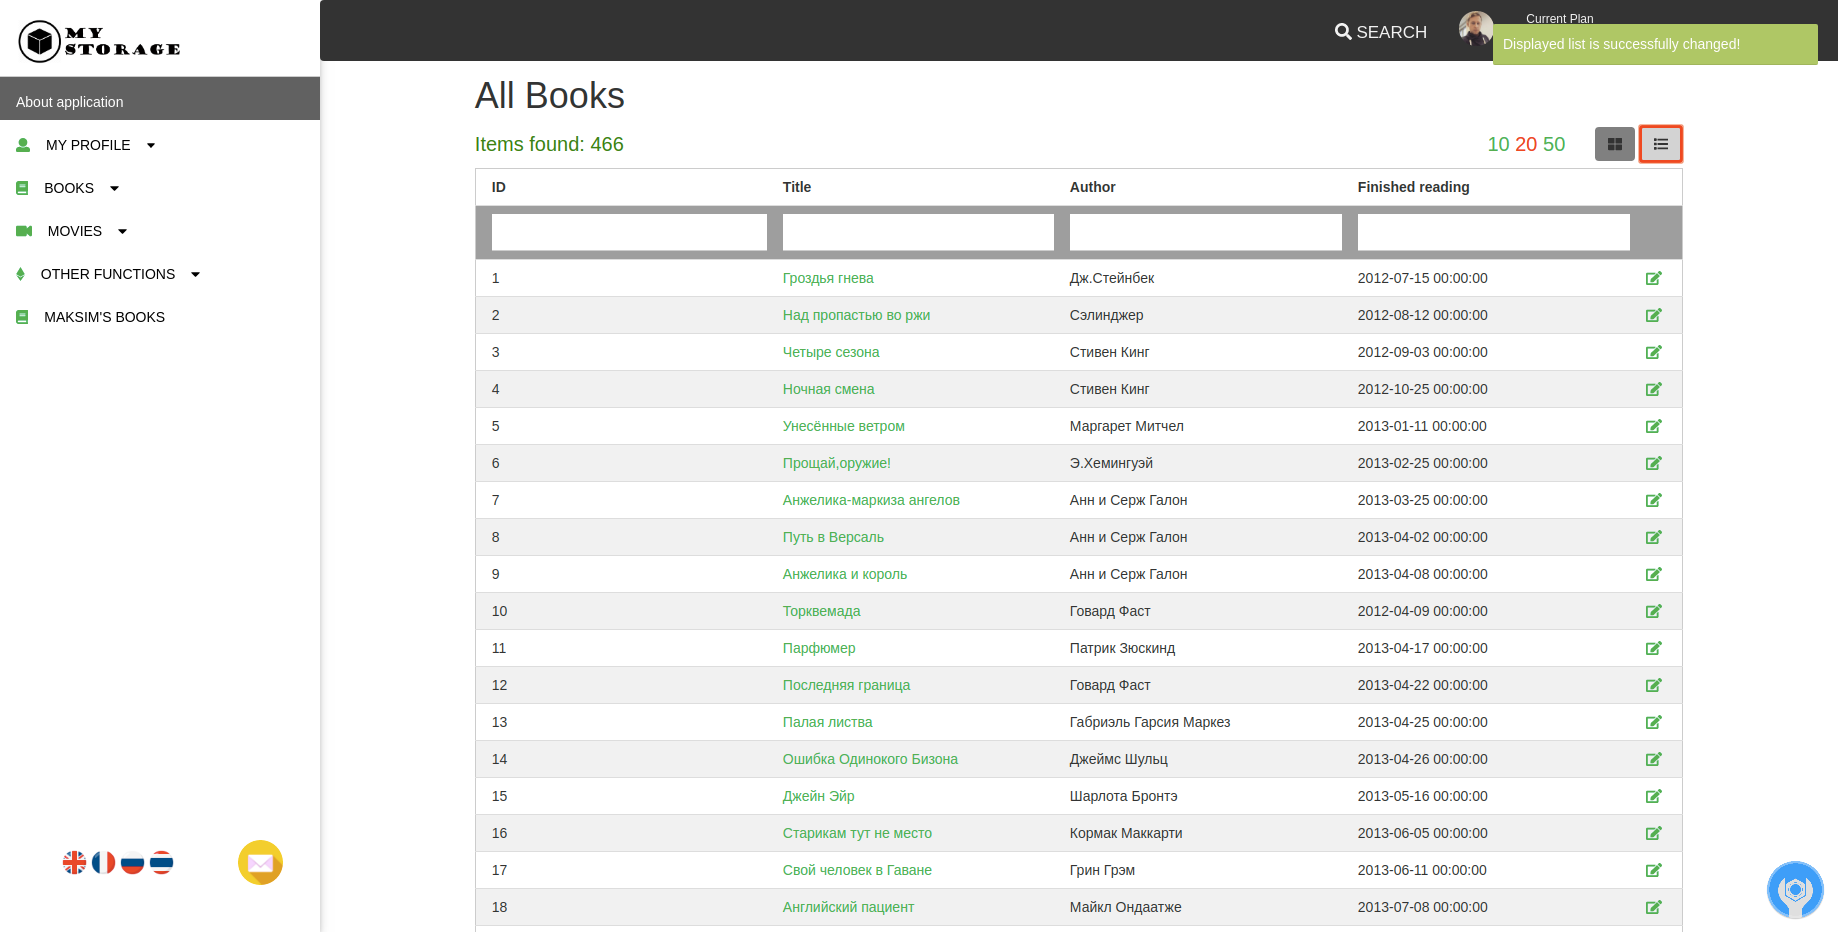 MY
STORAGE
About application
MY PROFILE
BOOKS
MOVIES
OTHER FUNCTIONS
MAKSIM'S BOOKS
SEARCH
Current Plan
Displayed list is successfully changed!
All Books
Items found: 466
10 20 50
ID Title Author Finished reading
1 Гроздья гнева Дж.Стейнбек 2012-07-15 00:00:00
2 Над пропастью во ржи Сэлинджер 2012-08-12 00:00:00
3 Четыре сезона Стивен Кинг 2012-09-03 00:00:00
4 Ночная смена Стивен Кинг 2012-10-25 00:00:00
5 Унесённые ветром Маргарет Митчел 2013-01-11 00:00:00
6 Прощай,оружие! Э.Хемингуэй 2013-02-25 00:00:00
7 Анжелика-маркиза ангелов Анн и Серж Галон 2013-03-25 00:00:00
8 Путь в Версаль Анн и Серж Галон 2013-04-02 00:00:00
9 Анжелика и король Анн и Серж Галон 2013-04-08 00:00:00
10 Торквемада Говард Фаст 2012-04-09 00:00:00
11 Парфюмер Патрик Зюскинд 2013-04-17 00:00:00
12 Последняя граница Говард Фаст 2013-04-22 00:00:00
13 Палая листва Габриэль Гарсия Маркез 2013-04-25 00:00:00
14 Ошибка Одинокого Бизона Джеймс Шульц 2013-04-26 00:00:00
15 Джейн Эйр Шарлота Бронтэ 2013-05-16 00:00:00
16 Старикам тут не место Кормак Маккарти 2013-06-05 00:00:00
17 Свой человек в Гаване Грин Грэм 2013-06-11 00:00:00
18 Английский пациент Майкл Ондаатже 2013-07-08 00:00:00